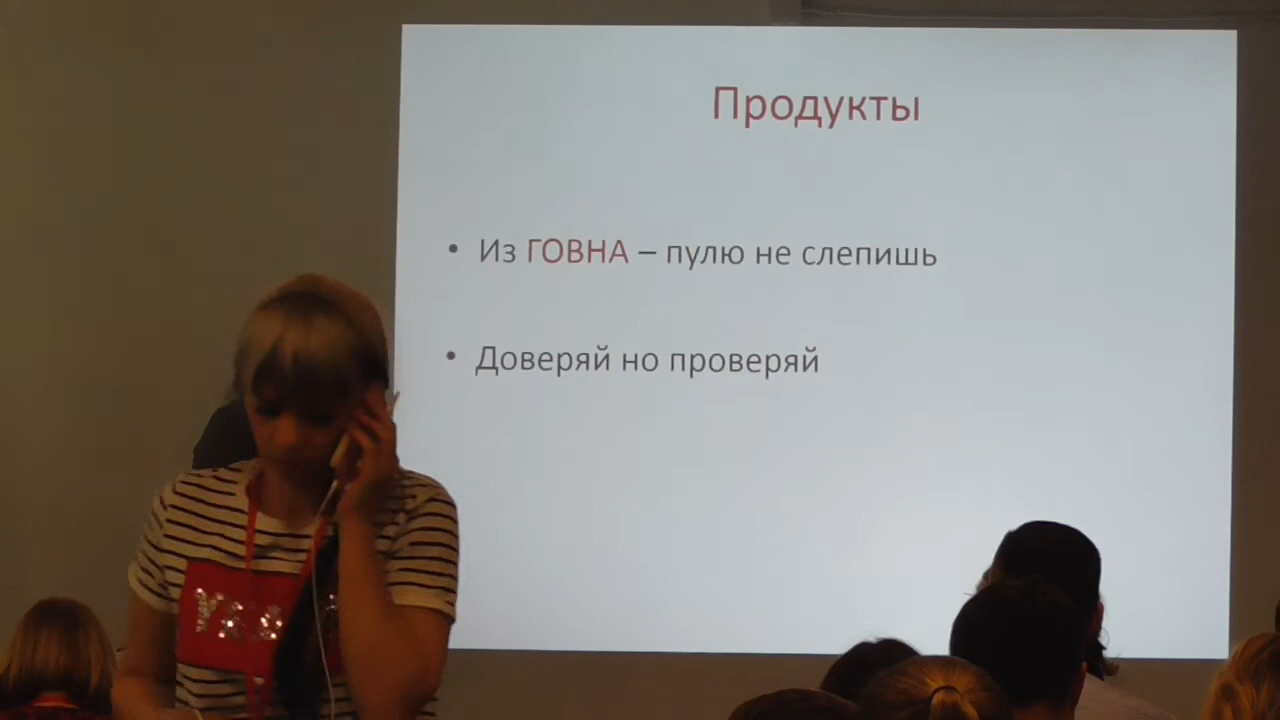 Продукты
• Из ГОВНА – пулю не слепишь
• Доверяй но проверяй